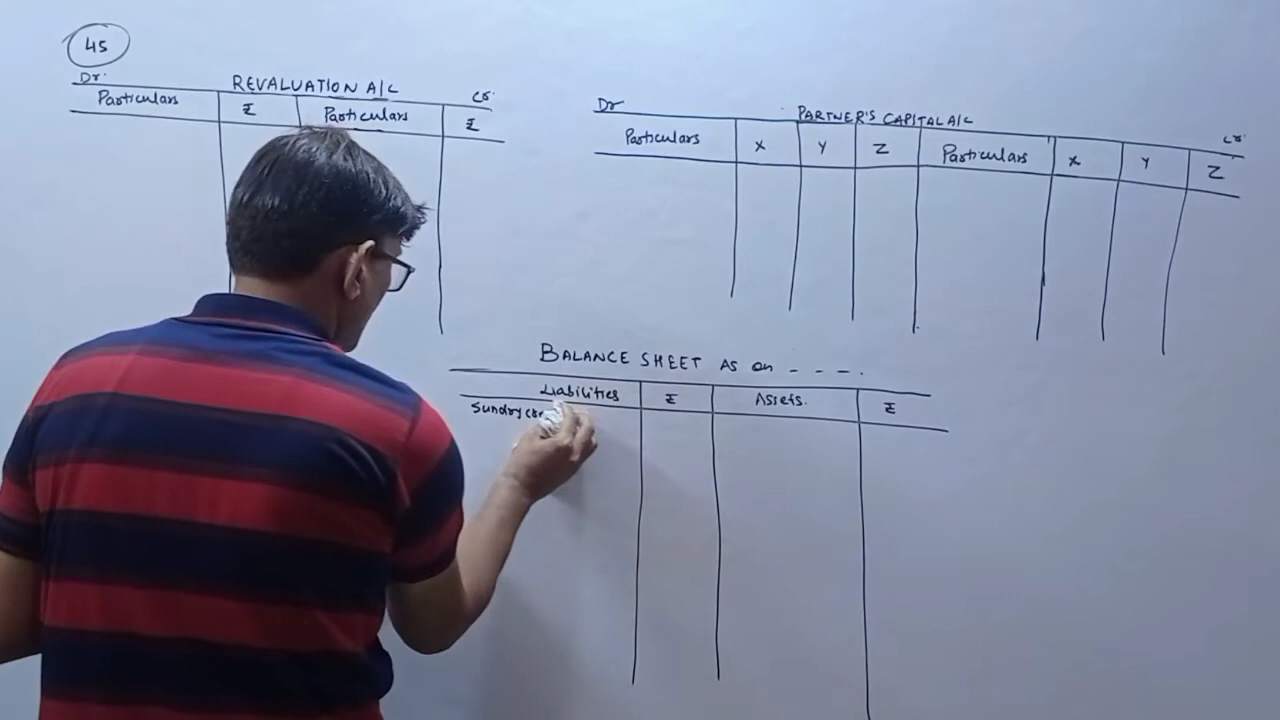 45
Dr. REVALUATION A/C Cr.
Particulars ₹ Particulars ₹
Dr PARTNER'S CAPITAL A/C Cr.
Particulars X Y Z Particulars X Y Z
BALANCE SHEET AS on - - - -.
Liabilities ₹ Assets. ₹
Sundry